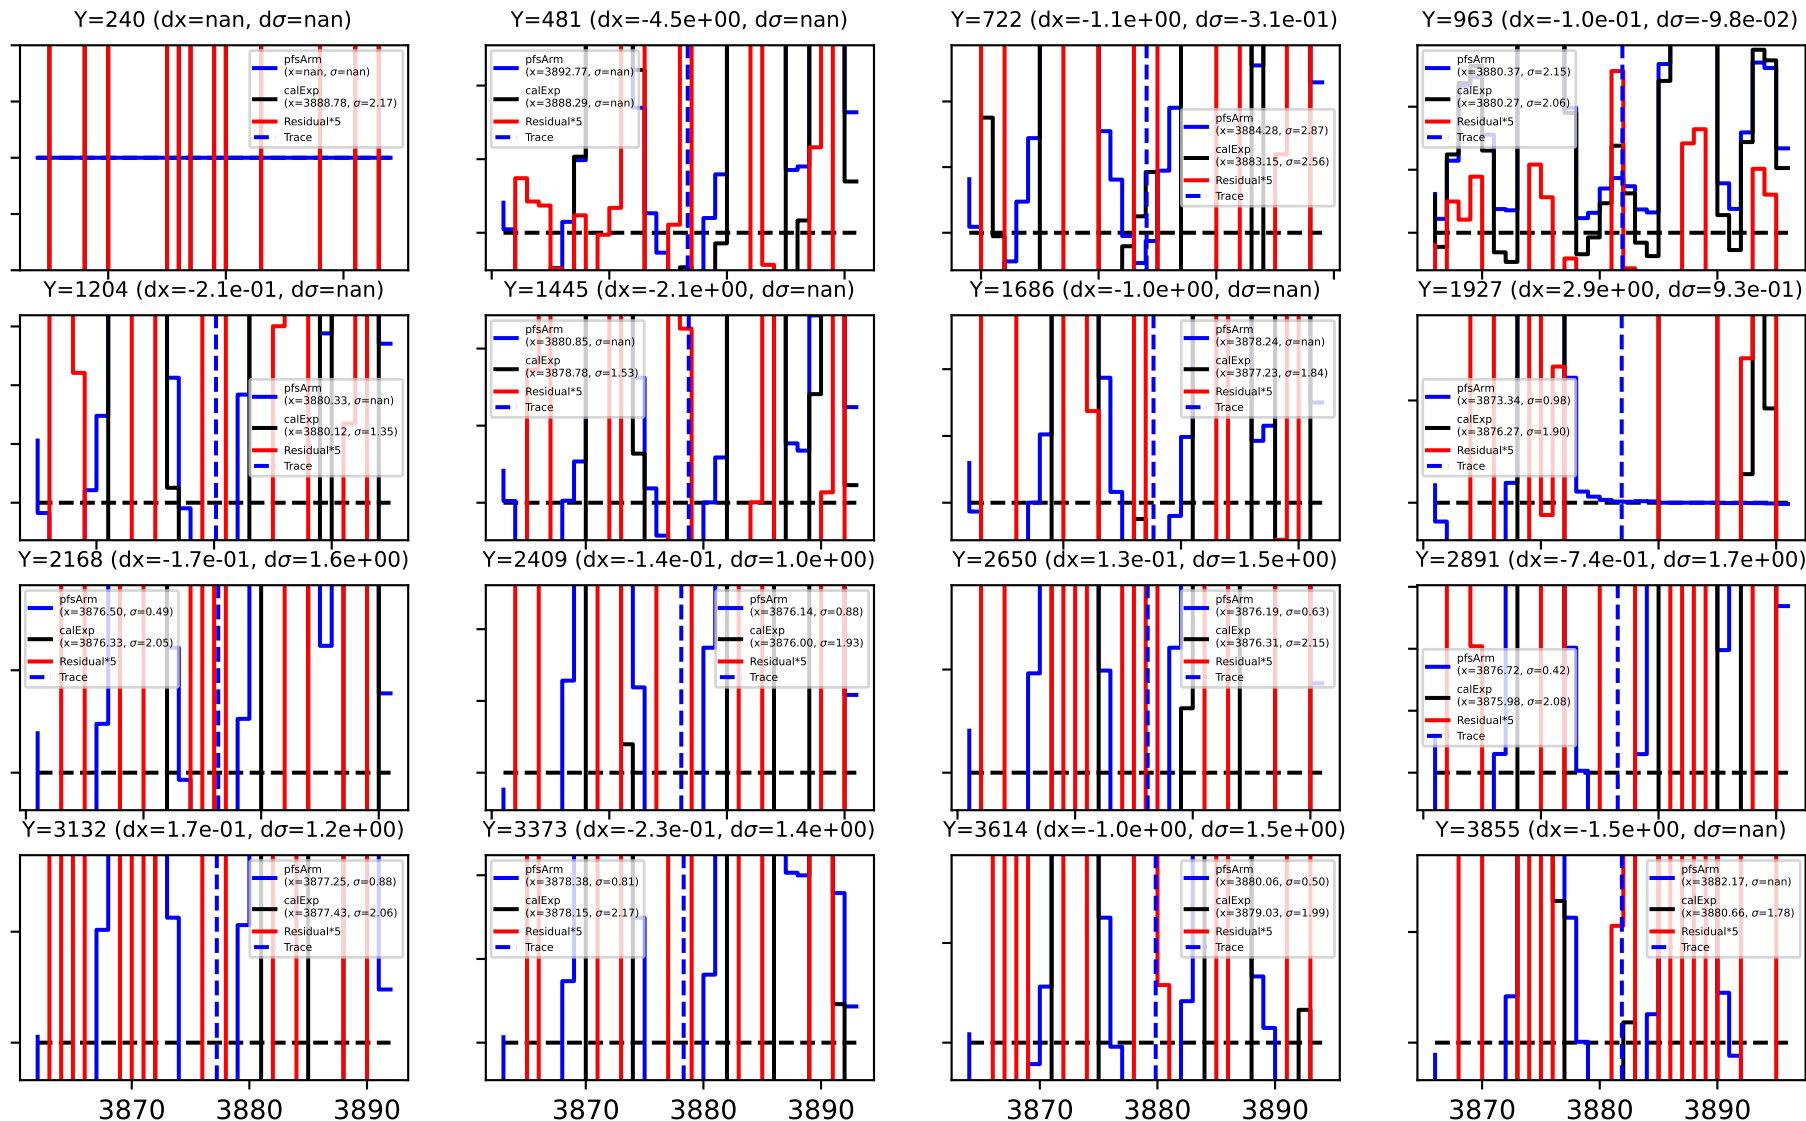 Y=240 (dx=nan, dσ=nan)
pfsArm
(x=nan, σ=nan)
calExp
(x=3888.78, σ=2.17)
Residual*5
Trace
Y=481 (dx=-4.5e+00, dσ=nan)
pfsArm
(x=3892.77, σ=nan)
calExp
(x=3888.29, σ=nan)
Residual*5
Trace
Y=722 (dx=-1.1e+00, dσ=-3.1e-01)
pfsArm
(x=3884.28, σ=2.87)
calExp
(x=3883.15, σ=2.56)
Residual*5
Trace
Y=963 (dx=-1.0e-01, dσ=-9.8e-02)
pfsArm
(x=3880.37, σ=2.15)
calExp
(x=3880.27, σ=2.06)
Residual*5
Trace
Y=1204 (dx=-2.1e-01, dσ=nan)
pfsArm
(x=3880.33, σ=nan)
calExp
(x=3880.12, σ=1.35)
Residual*5
Trace
Y=1445 (dx=-2.1e+00, dσ=nan)
pfsArm
(x=3880.85, σ=nan)
calExp
(x=3878.78, σ=1.53)
Residual*5
Trace
Y=1686 (dx=-1.0e+00, dσ=nan)
pfsArm
(x=3878.24, σ=nan)
calExp
(x=3877.23, σ=1.84)
Residual*5
Trace
Y=1927 (dx=2.9e+00, dσ=9.3e-01)
pfsArm
(x=3873.34, σ=0.98)
calExp
(x=3876.27, σ=1.90)
Residual*5
Trace
Y=2168 (dx=-1.7e-01, dσ=1.6e+00)
pfsArm
(x=3876.50, σ=0.49)
calExp
(x=3876.33, σ=2.05)
Residual*5
Trace
Y=2409 (dx=-1.4e-01, dσ=1.0e+00)
pfsArm
(x=3876.14, σ=0.88)
calExp
(x=3876.00, σ=1.93)
Residual*5
Trace
Y=2650 (dx=1.3e-01, dσ=1.5e+00)
pfsArm
(x=3876.19, σ=0.63)
calExp
(x=3876.31, σ=2.15)
Residual*5
Trace
Y=2891 (dx=-7.4e-01, dσ=1.7e+00)
pfsArm
(x=3876.72, σ=0.42)
calExp
(x=3875.98, σ=2.08)
Residual*5
Trace
Y=3132 (dx=1.7e-01, dσ=1.2e+00)
pfsArm
(x=3877.25, σ=0.88)
calExp
(x=3877.43, σ=2.06)
Residual*5
Trace
3870 3880 3890
Y=3373 (dx=-2.3e-01, dσ=1.4e+00)
pfsArm
(x=3878.38, σ=0.81)
calExp
(x=3878.15, σ=2.17)
Residual*5
Trace
3870 3880 3890
Y=3614 (dx=-1.0e+00, dσ=1.5e+00)
pfsArm
(x=3880.06, σ=0.50)
calExp
(x=3879.03, σ=1.99)
Residual*5
Trace
3870 3880 3890
Y=3855 (dx=-1.5e+00, dσ=nan)
pfsArm
(x=3882.17, σ=nan)
calExp
(x=3880.66, σ=1.78)
Residual*5
Trace
3870 3880 3890